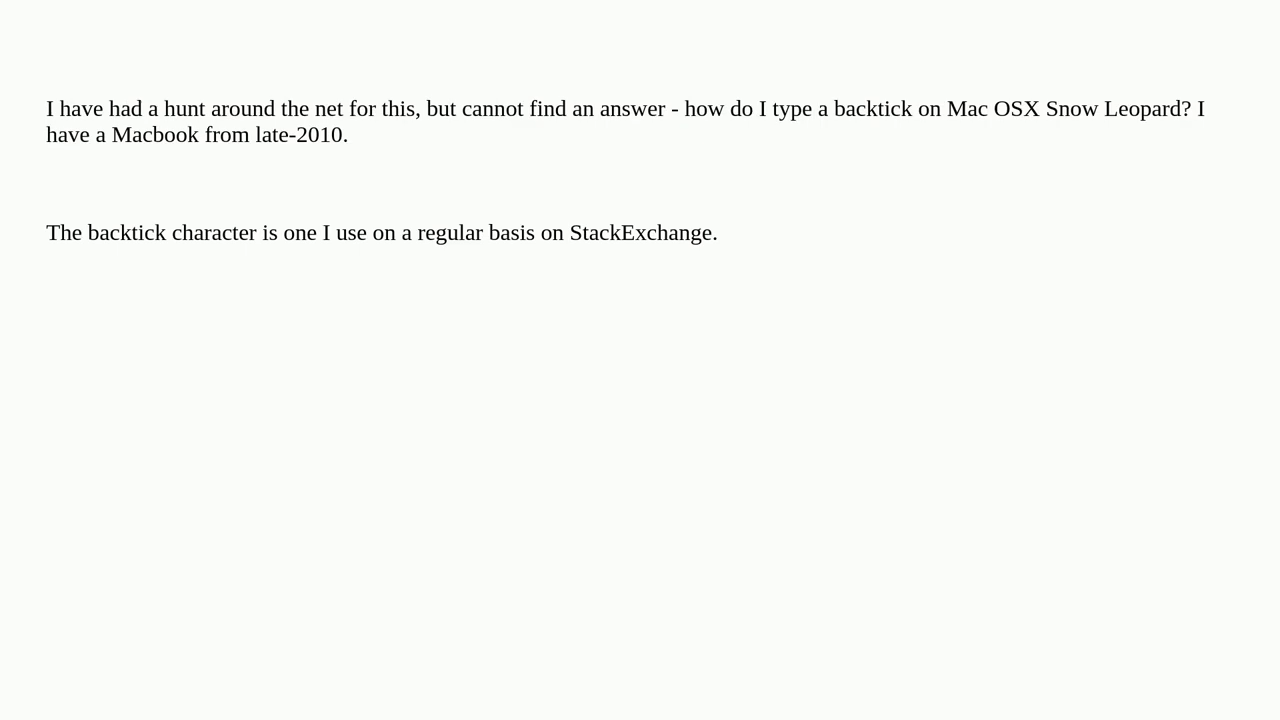 I have had a hunt around the net for this, but cannot find an answer - how do I type a backtick on Mac OSX Snow Leopard? I
have a Macbook from late-2010.
The backtick character is one I use on a regular basis on StackExchange.